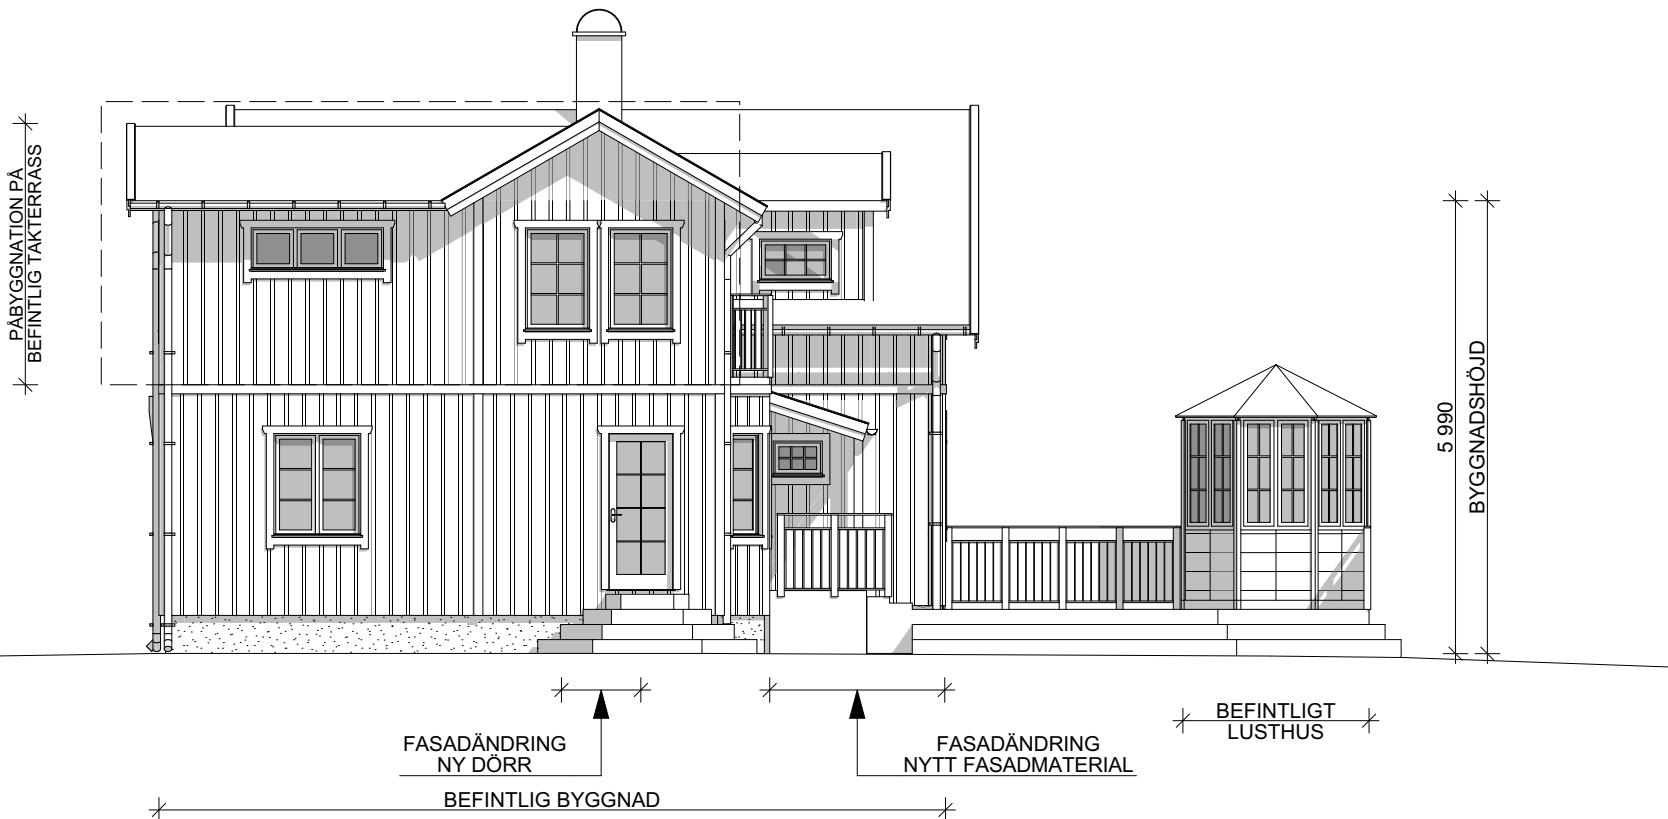 PÅBYGGNATION PÅ
BEFINTLIG TAKTERRASS
5 990
BYGGNADSHÖJD
FASADÄNDRING
NY DÖRR
FASADÄNDRING
NYTT FASADMATERIAL
BEFINTLIGT
LUSTHUS
BEFINTLIG BYGGNAD